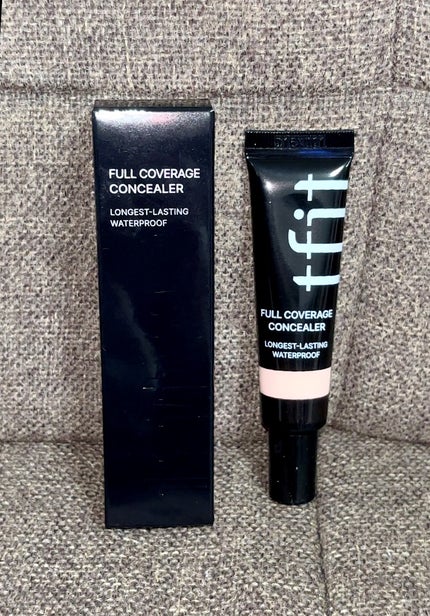 FULL COVERAGE
CONCEALER
LONGEST-LASTING
WATERPROOF
tfit
FULL COVERAGE
CONCEALER
LONGEST-LASTING
WATERPROOF